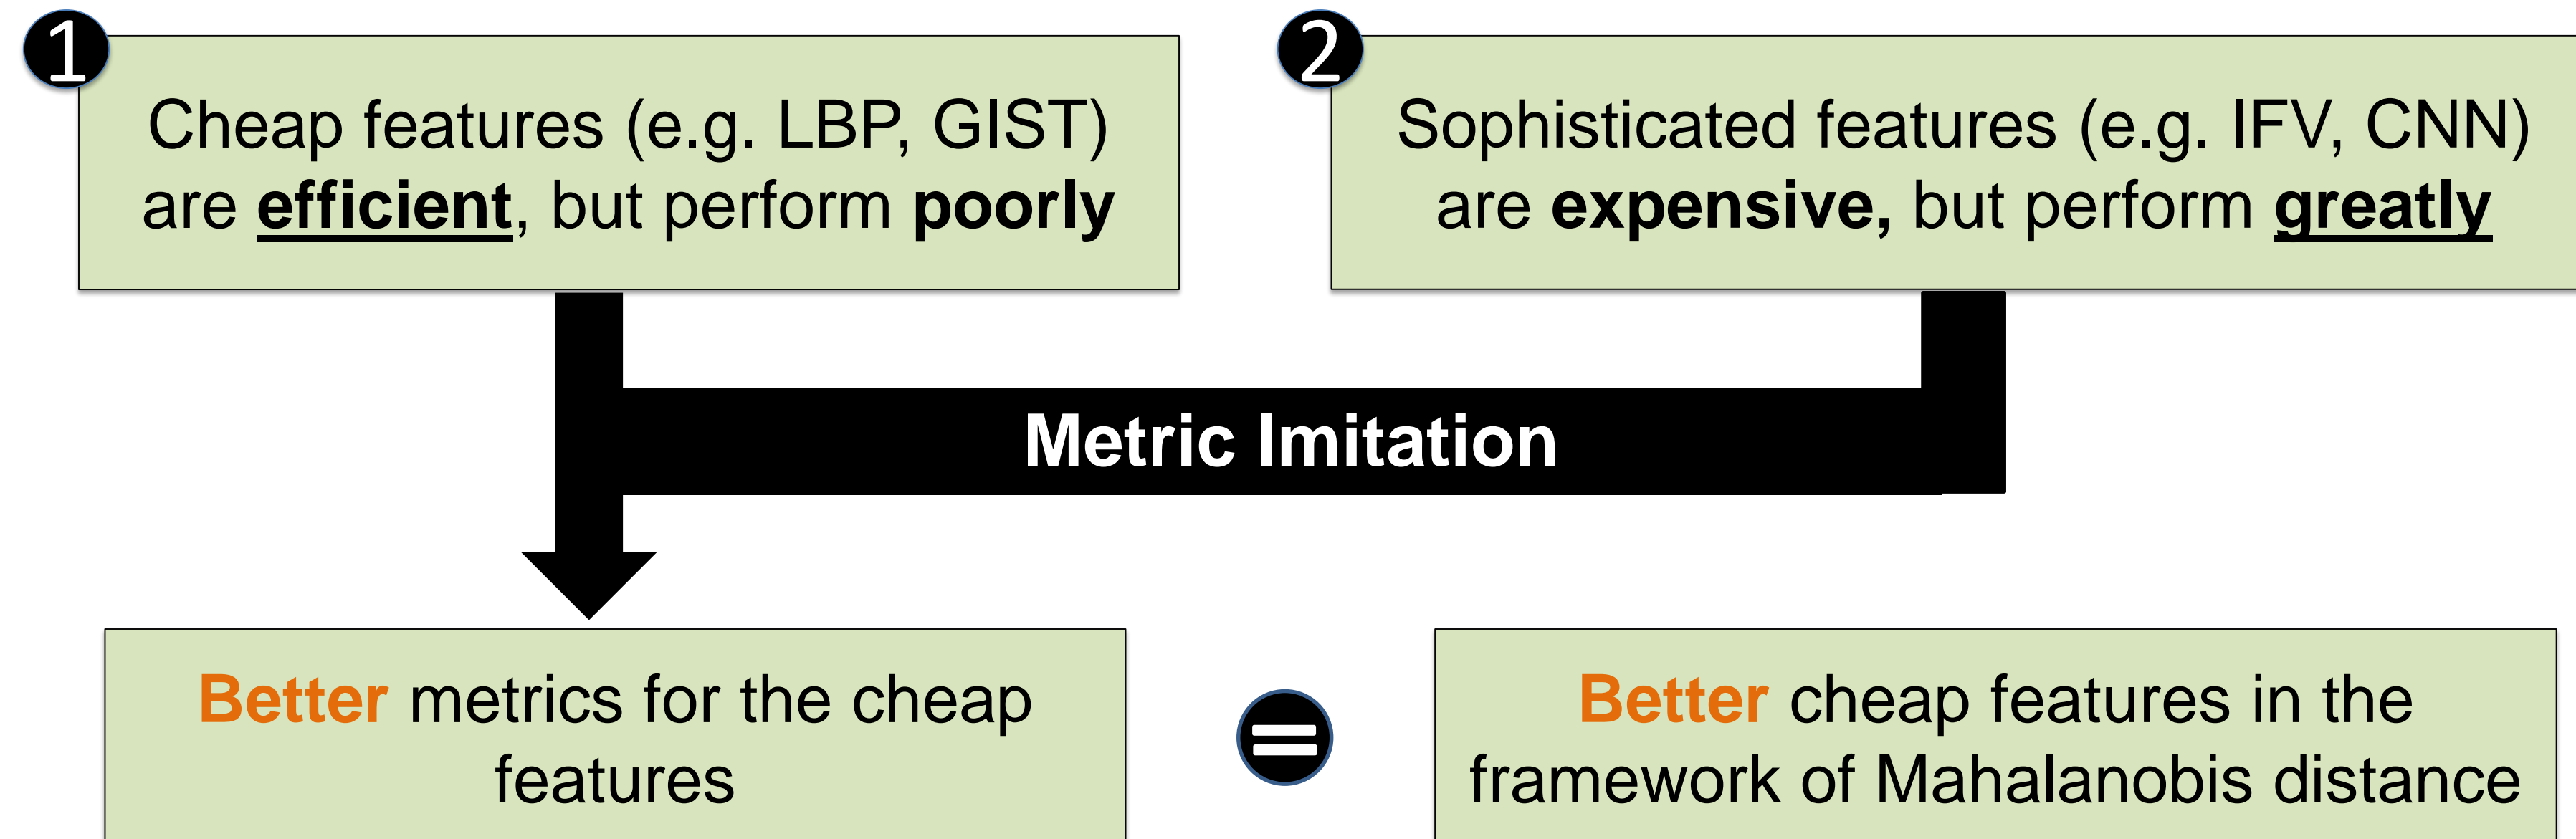 1
Cheap features (e.g. LBP, GIST)
are efficient, but perform poorly
2
Sophisticated features (e.g. IFV, CNN)
are expensive, but perform greatly
Metric Imitation
Better metrics for the cheap
features
=
Better cheap features in the
framework of Mahalanobis distance